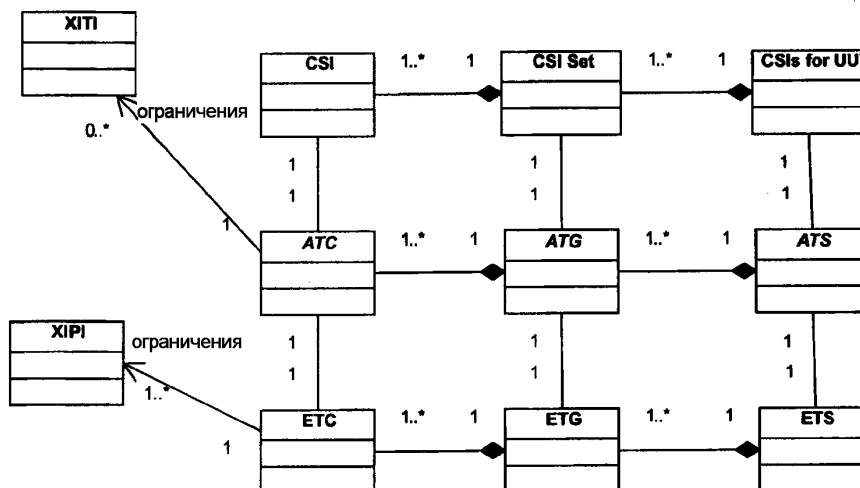 XITI
CSI
1..*
1
CSI Set
1..*
1
CSIs for UU
ограничения
0..*
1
1
1
1
1
1
1
ATC
1..*
1
ATG
1..*
1
ATS
XIPI
ограничения
1..*
1
1
1
1
1
1
1
ETC
1..*
1
ETG
1..*
1
ETS